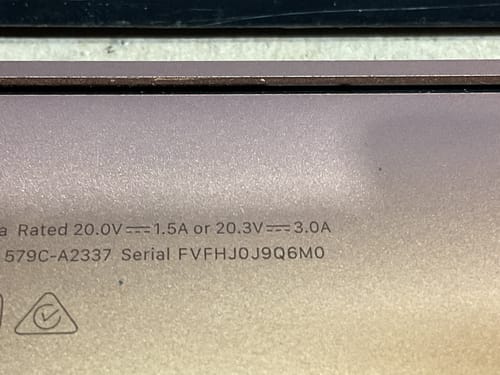 a Rated 20.0V⎓1.5A or 20.3V⎓3.0A
579C-A2337 Serial FVFHJ0J9Q6M0